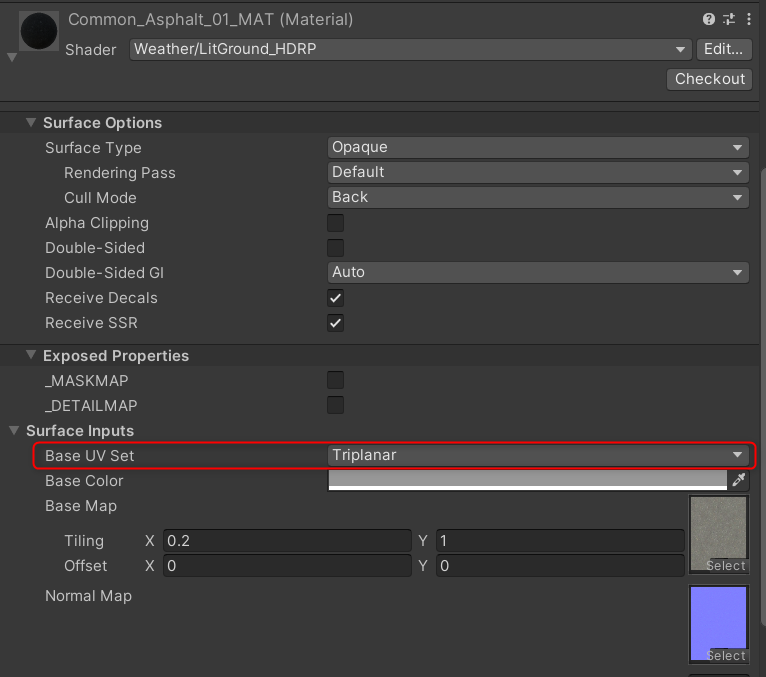 Common_Asphalt_01_MAT (Material)
Shader Weather/LitGround_HDRP Edit...
Checkout
Surface Options
Surface Type Opaque
Rendering Pass Default
Cull Mode Back
Alpha Clipping
Double-Sided
Double-Sided GI Auto
Receive Decals
Receive SSR
Exposed Properties
_MASKMAP
_DETAILMAP
Surface Inputs
Base UV Set Triplanar
Base Color
Base Map
Tiling X 0.2 Y 1
Offset X 0 Y 0
Select
Normal Map
Select